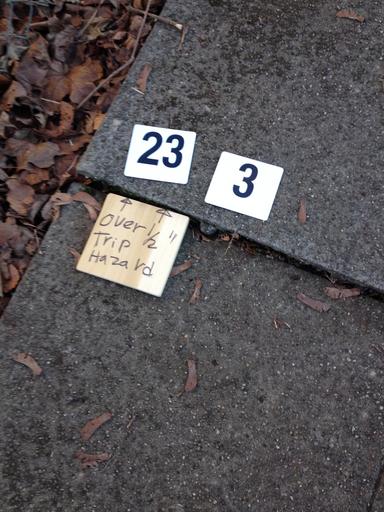 23
3
Over 1/2"
Trip
Hazard